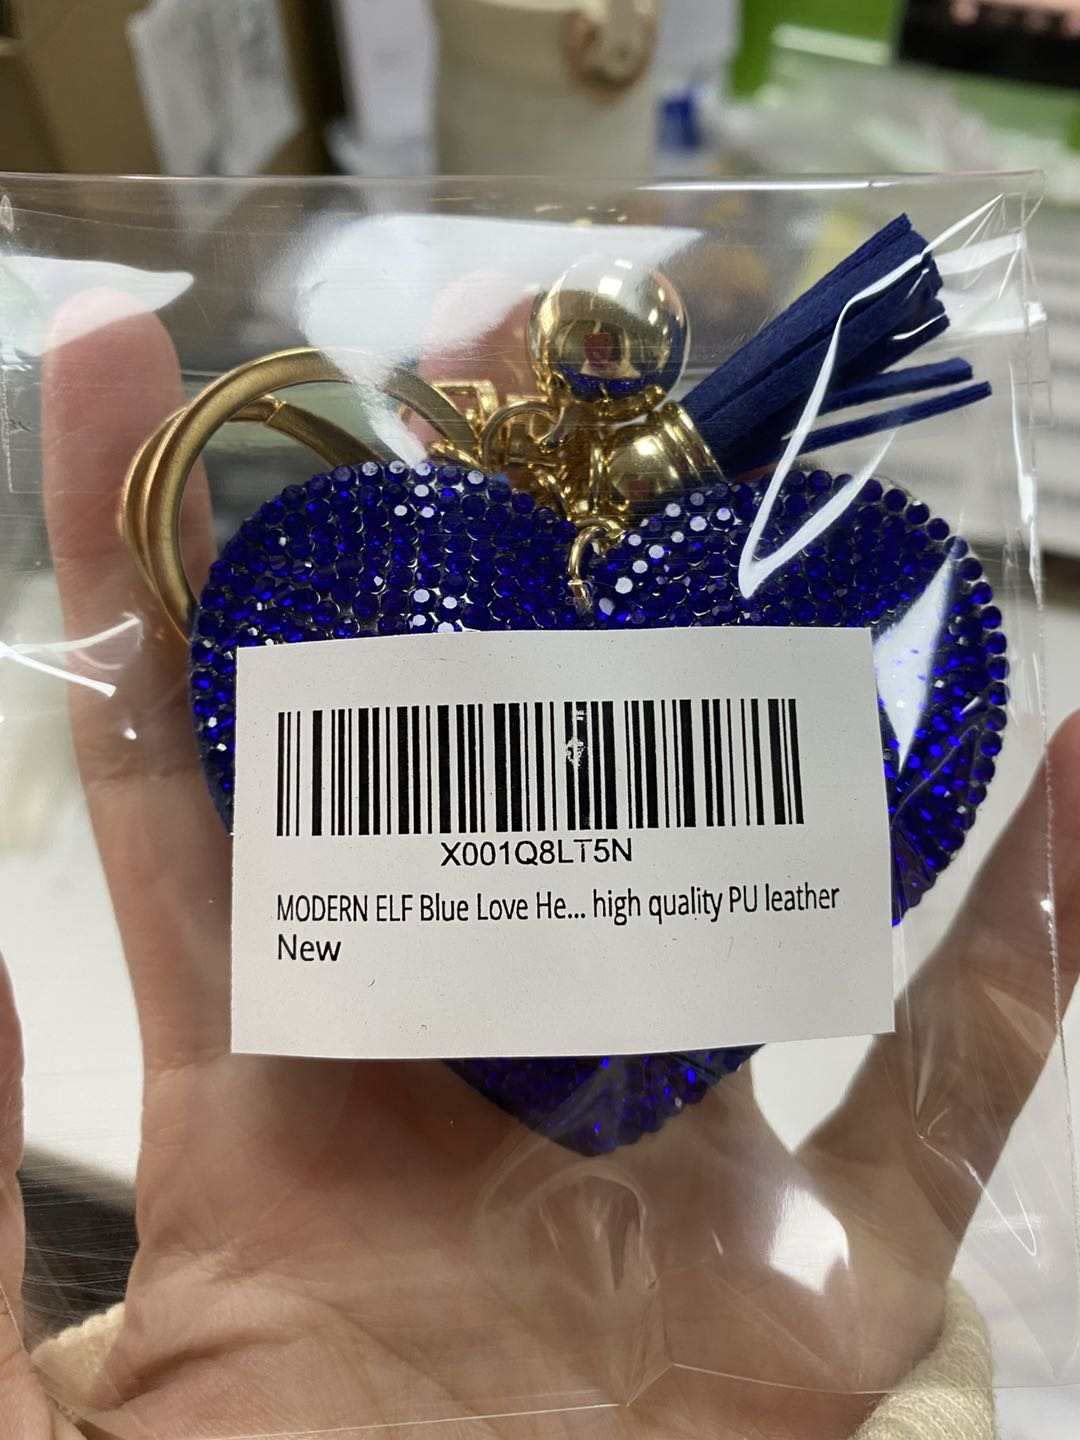 X001Q8LT5N
MODERN ELF Blue Love He... high quality PU leather
New